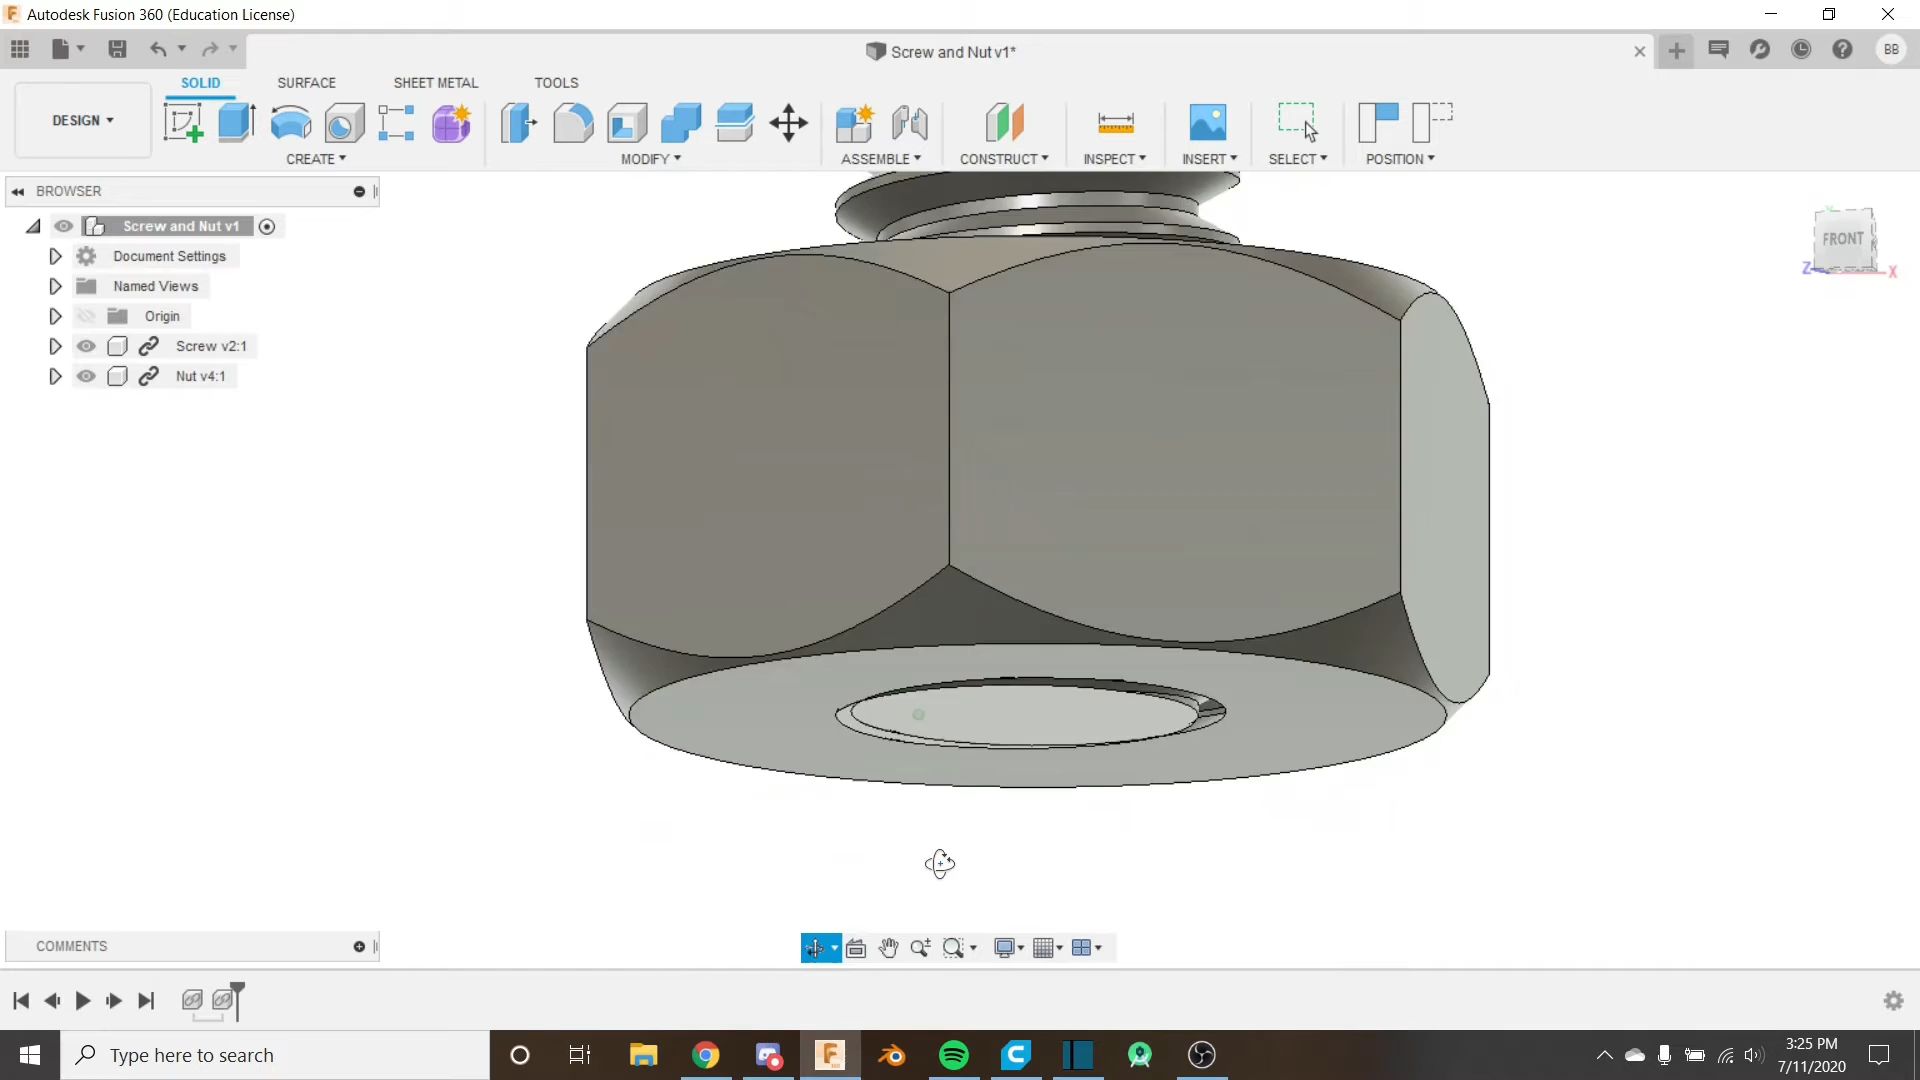 Autodesk Fusion 360 (Education License)
Screw and Nut v1*
BB
SOLID
SURFACE
SHEET METAL
TOOLS
DESIGN
CREATE
MODIFY
ASSEMBLE
CONSTRUCT
INSPECT
INSERT
SELECT
POSITION
BROWSER
Screw and Nut v1
Document Settings
Named Views
Origin
Screw v2:1
Nut v4:1
FRONT
Z
X
COMMENTS
Type here to search
3:25 PM
7/11/2020